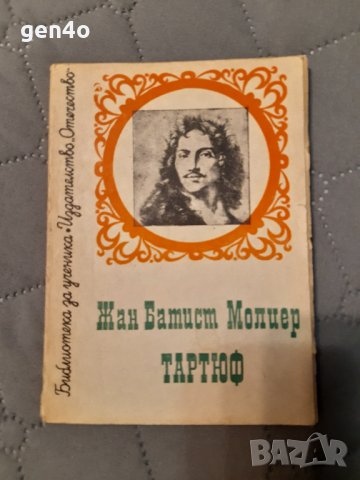 gen4o
Библиотека за ученика • Издателство „Отечество“
Жан Батист Молиер
ТАРТЮФ
BAZAR